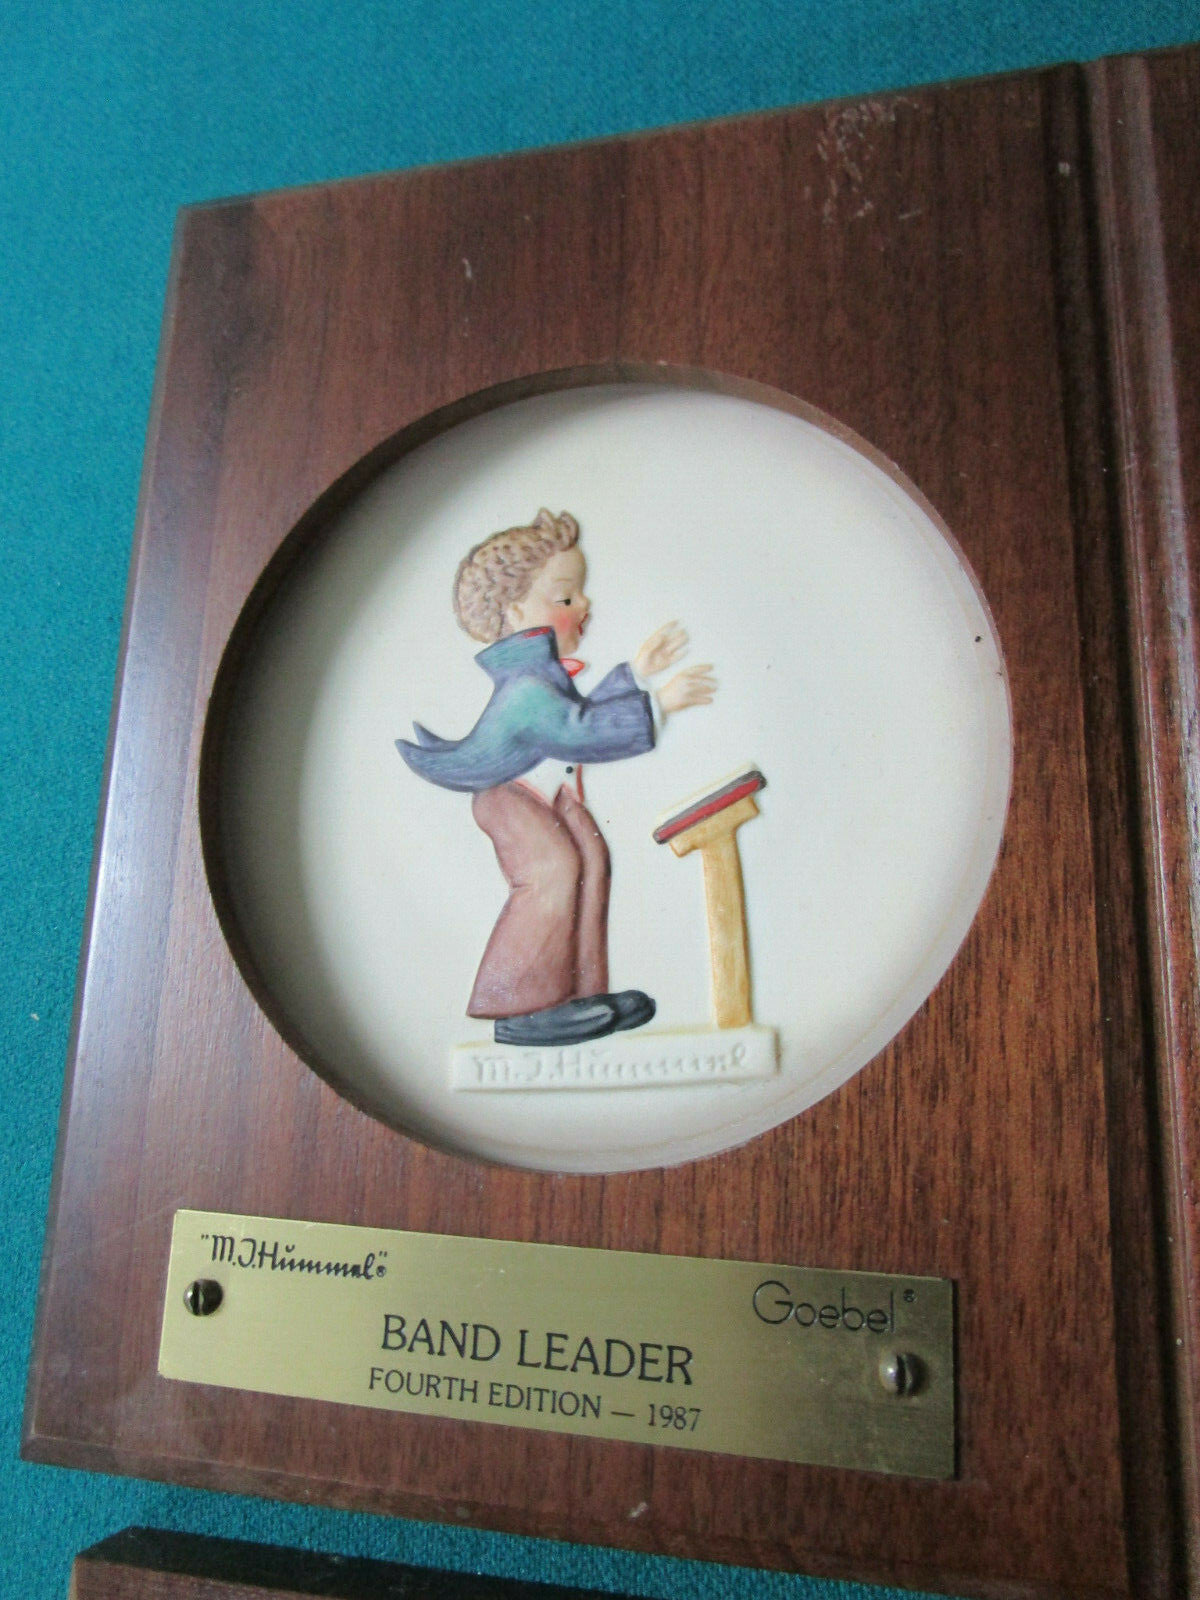 M.J.Hummel
"M.J.Hummel"®
Goebel®
BAND LEADER
FOURTH EDITION — 1987